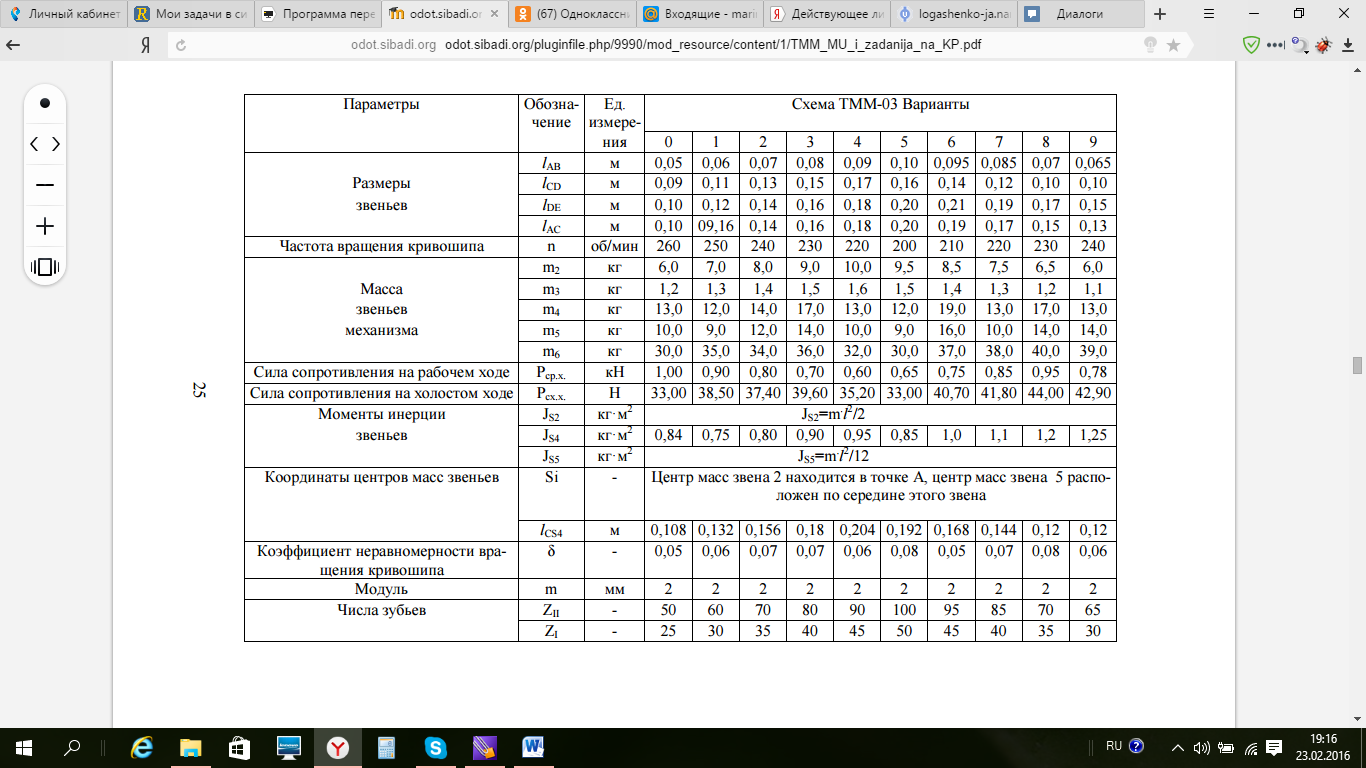 Личный кабинет
Мои задачи в си
Программа пере
odot.sibadi.or
(67) Одноклассни
Входящие - mari
Действующее ли
logashenko-ja.na
Диалоги
odot.sibadi.org odot.sibadi.org/pluginfile.php/9990/mod_resource/content/1/TMM_MU_i_zadanija_na_KP.pdf
Параметры Обозна- Ед. Схема ТММ-03 Варианты
чение измере-
ния 0 1 2 3 4 5 6 7 8 9
lAB м 0,05 0,06 0,07 0,08 0,09 0,10 0,095 0,085 0,07 0,065
Размеры lCD м 0,09 0,11 0,13 0,15 0,17 0,16 0,14 0,12 0,10 0,10
звеньев lDE м 0,10 0,12 0,14 0,16 0,18 0,20 0,21 0,19 0,17 0,15
lAC м 0,10 09,16 0,14 0,16 0,18 0,20 0,19 0,17 0,15 0,13
Частота вращения кривошипа n об/мин 260 250 240 230 220 200 210 220 230 240
m2 кг 6,0 7,0 8,0 9,0 10,0 9,5 8,5 7,5 6,5 6,0
Масса m3 кг 1,2 1,3 1,4 1,5 1,6 1,5 1,4 1,3 1,2 1,1
звеньев m4 кг 13,0 12,0 14,0 17,0 13,0 12,0 19,0 13,0 17,0 13,0
механизма m5 кг 10,0 9,0 12,0 14,0 10,0 9,0 16,0 10,0 14,0 14,0
m6 кг 30,0 35,0 34,0 36,0 32,0 30,0 37,0 38,0 40,0 39,0
Сила сопротивления на рабочем ходе Pср.х. кН 1,00 0,90 0,80 0,70 0,60 0,65 0,75 0,85 0,95 0,78
Сила сопротивления на холостом ходе Pсх.х. Н 33,00 38,50 37,40 39,60 35,20 33,00 40,70 41,80 44,00 42,90
Моменты инерции JS2 кг·м² JS2=m·l²/2
звеньев JS4 кг·м² 0,84 0,75 0,80 0,90 0,95 0,85 1,0 1,1 1,2 1,25
JS5 кг·м² JS5=m·l²/12
Координаты центров масс звеньев Si - Центр масс звена 2 находится в точке А, центр масс звена 5 распо-
ложен по середине этого звена
lCS4 м 0,108 0,132 0,156 0,18 0,204 0,192 0,168 0,144 0,12 0,12
Коэффициент неравномерности вра- δ - 0,05 0,06 0,07 0,07 0,06 0,08 0,05 0,07 0,08 0,06
щения кривошипа
Модуль m мм 2 2 2 2 2 2 2 2 2 2
Числа зубьев ZII - 50 60 70 80 90 100 95 85 70 65
ZI - 25 30 35 40 45 50 45 40 35 30
25
RU
19:16
23.02.2016